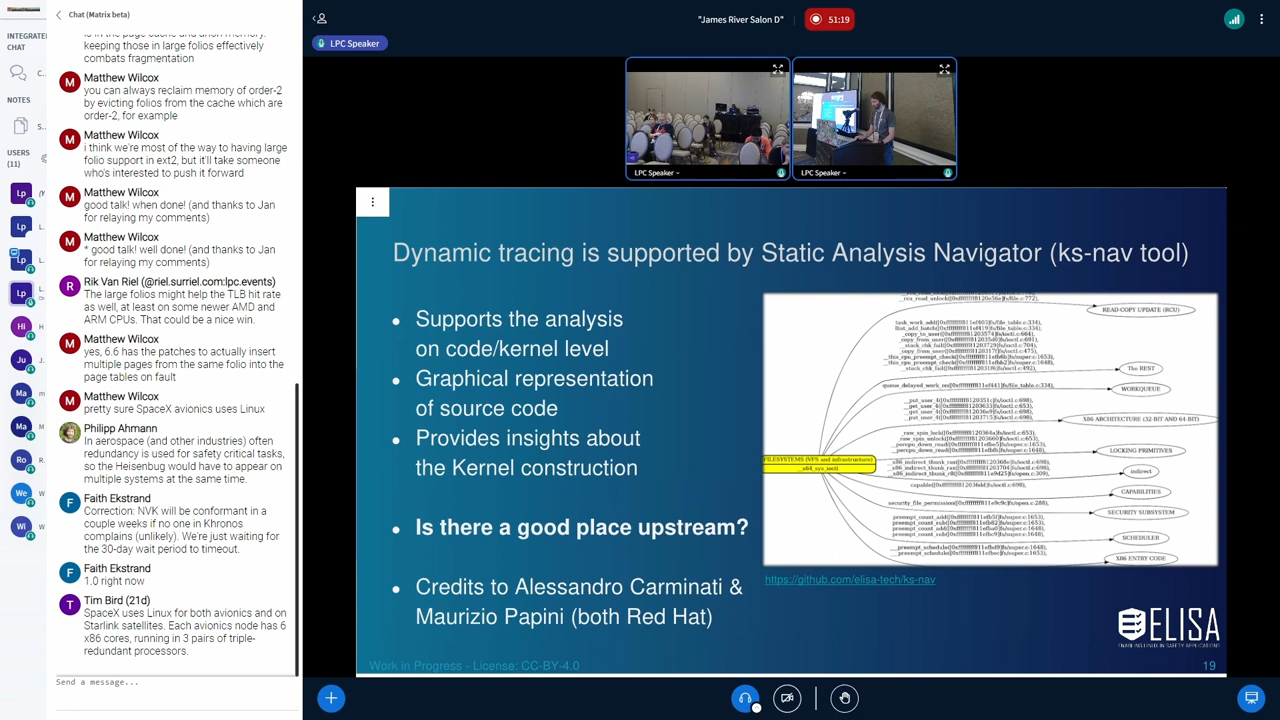 Chat (Matrix beta)
INTEGRATE
CHAT
NOTES
USERS
(11)
Lp
Lp
Lp
Lp
Hi
Ju
Ma
Ma
Ro
We
Wi
keeping those in large folios effectively
combats fragmentation
Matthew Wilcox
you can always reclaim memory of order-2
by evicting folios from the cache which are
order-2, for example
Matthew Wilcox
i think we're most of the way to having large
folio support in ext2, but it'll take someone
who's interested to push it forward
Matthew Wilcox
good talk! when done! (and thanks to Jan
for relaying my comments)
Matthew Wilcox
* good talk! well done! (and thanks to Jan
for relaying my comments)
Rik Van Riel (@riel.surriel.com:lpc.events)
The large folios might help the TLB hit rate
as well, at least on some newer AMD and
ARM CPUs. That could be a nice win.
Matthew Wilcox
yes, 6.6 has the patches to actually insert
multiple pages from the same folio into the
page tables on fault
Matthew Wilcox
pretty sure SpaceX avionics uses Linux
Philipp Ahmann
In aerospace (and other industries) often
redundancy is used for safety critical tasks,
so the Heisenbug would have to appear on
multiple systems at the same time.
Faith Ekstrand
Correction: NVK will be conformant in a
couple weeks if no one in Khronos
complains (unlikely). We're just waiting for
the 30-day wait period to timeout.
Faith Ekstrand
1.0 right now
Tim Bird (21d)
SpaceX uses Linux for both avionics and on
Starlink satellites. Each avionics node has 6
x86 cores, running in 3 pairs of triple-
redundant processors.
Send a message...
"James River Salon D"
51:19
LPC Speaker
LPC Speaker
LPC Speaker
Dynamic tracing is supported by Static Analysis Navigator (ks-nav tool)
Supports the analysis
on code/kernel level
Graphical representation
of source code
Provides insights about
the Kernel construction
Is there a good place upstream?
Credits to Alessandro Carminati &
Maurizio Papini (both Red Hat)
FILESYSTEMS (VFS and infrastructure)
__x64_sys_ioctl
READ COPY UPDATE (RCU)
The REST
WORKQUEUE
X86 ARCHITECTURE (32-BIT AND 64-BIT)
LOCKING PRIMITIVES
indirect
CAPABILITIES
SECURITY SUBSYSTEM
SCHEDULER
X86 ENTRY CODE
https://github.com/elisa-tech/ks-nav
ELISA
ENABLING LINUX IN SAFETY APPLICATIONS
Work in Progress - License: CC-BY-4.0
19